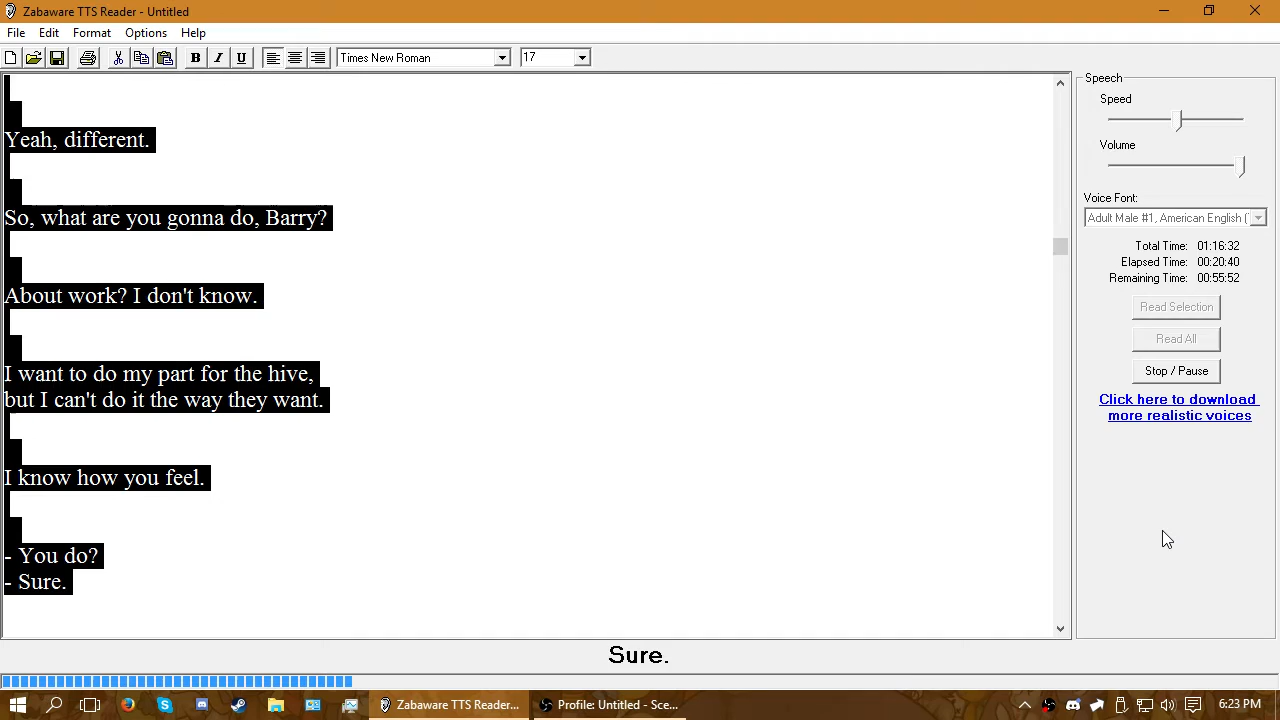 Zabaware TTS Reader - Untitled
File Edit Format Options Help
B I U Times New Roman 17
Yeah, different.
So, what are you gonna do, Barry?
About work? I don't know.
I want to do my part for the hive,
but I can't do it the way they want.
I know how you feel.
- You do?
- Sure.
Speech
Speed
Volume
Voice Font:
Adult Male #1, American English (
Total Time: 01:16:32
Elapsed Time: 00:20:40
Remaining Time: 00:55:52
Read Selection
Read All
Stop / Pause
Click here to download
more realistic voices
Sure.
Zabaware TTS Reader... Profile: Untitled - Sce... 6:23 PM